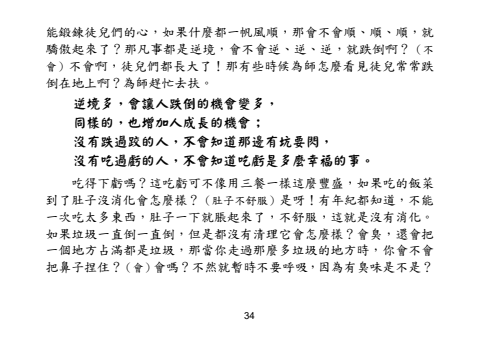 能鍛鍊徒兒們的心，如果什麼都一帆風順，那會不會順、順、順，就
驕傲起來了？那凡事都是逆境，會不會逆、逆、逆，就跌倒啊？（不
會）不會啊，徒兒們都長大了！那有些時候為師怎麼看見徒兒常常跌
倒在地上啊？為師趕忙去扶。
逆境多，會讓人跌倒的機會變多，
同樣的，也增加人成長的機會；
沒有跌過跤的人，不會知道那邊有坑要閃，
沒有吃過虧的人，不會知道吃虧是多麼幸福的事。
吃得下虧嗎？這吃虧可不像用三餐一樣這麼豐盛，如果吃的飯菜
到了肚子沒消化會怎麼樣？（肚子不舒服）是呀！有年紀都知道，不能
一次吃太多東西，肚子一下就脹起來了，不舒服，這就是沒有消化。
如果垃圾一直倒一直倒，但是都沒有清理它會怎麼樣？會臭，還會把
一個地方占滿都是垃圾，那當你走過那麼多垃圾的地方時，你會不會
把鼻子捏住？（會）會嗎？不然就暫時不要呼吸，因為有臭味是不是？
34